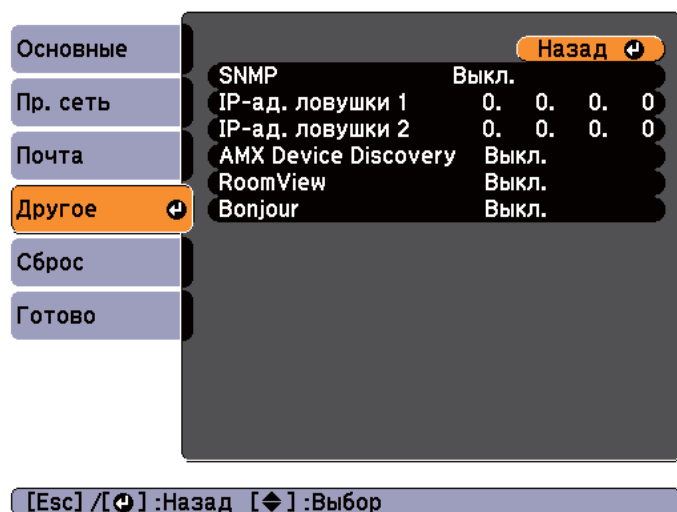 Основные
Пр. сеть
Почта
Другое
Сброс
Готово
Назад
SNMP Выкл.
IP-ад. ловушки 1 0. 0. 0. 0
IP-ад. ловушки 2 0. 0. 0. 0
AMX Device Discovery Выкл.
RoomView Выкл.
Bonjour Выкл.
[Esc] /[⏎] :Назад [◆] :Выбор